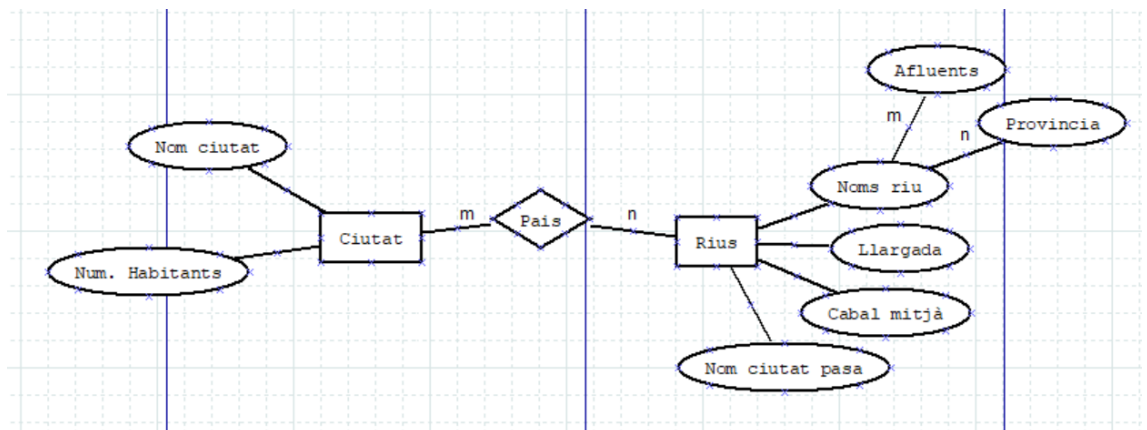 Afluents
m
Provincia
n
Nom ciutat
Noms riu
m
Pais
n
Ciutat
Rius
Llargada
Num. Habitants
Cabal mitjà
Nom ciutat pasa